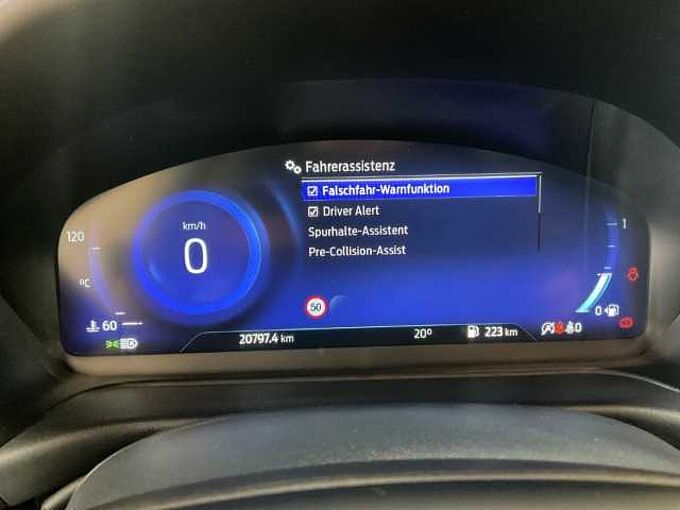 Fahrerassistenz
Falschfahr-Warnfunktion
Driver Alert
Spurhalte-Assistent
Pre-Collision-Assist
km/h
0
120
°C
60
50
1
0
20797.4 km
20°
223 km
0